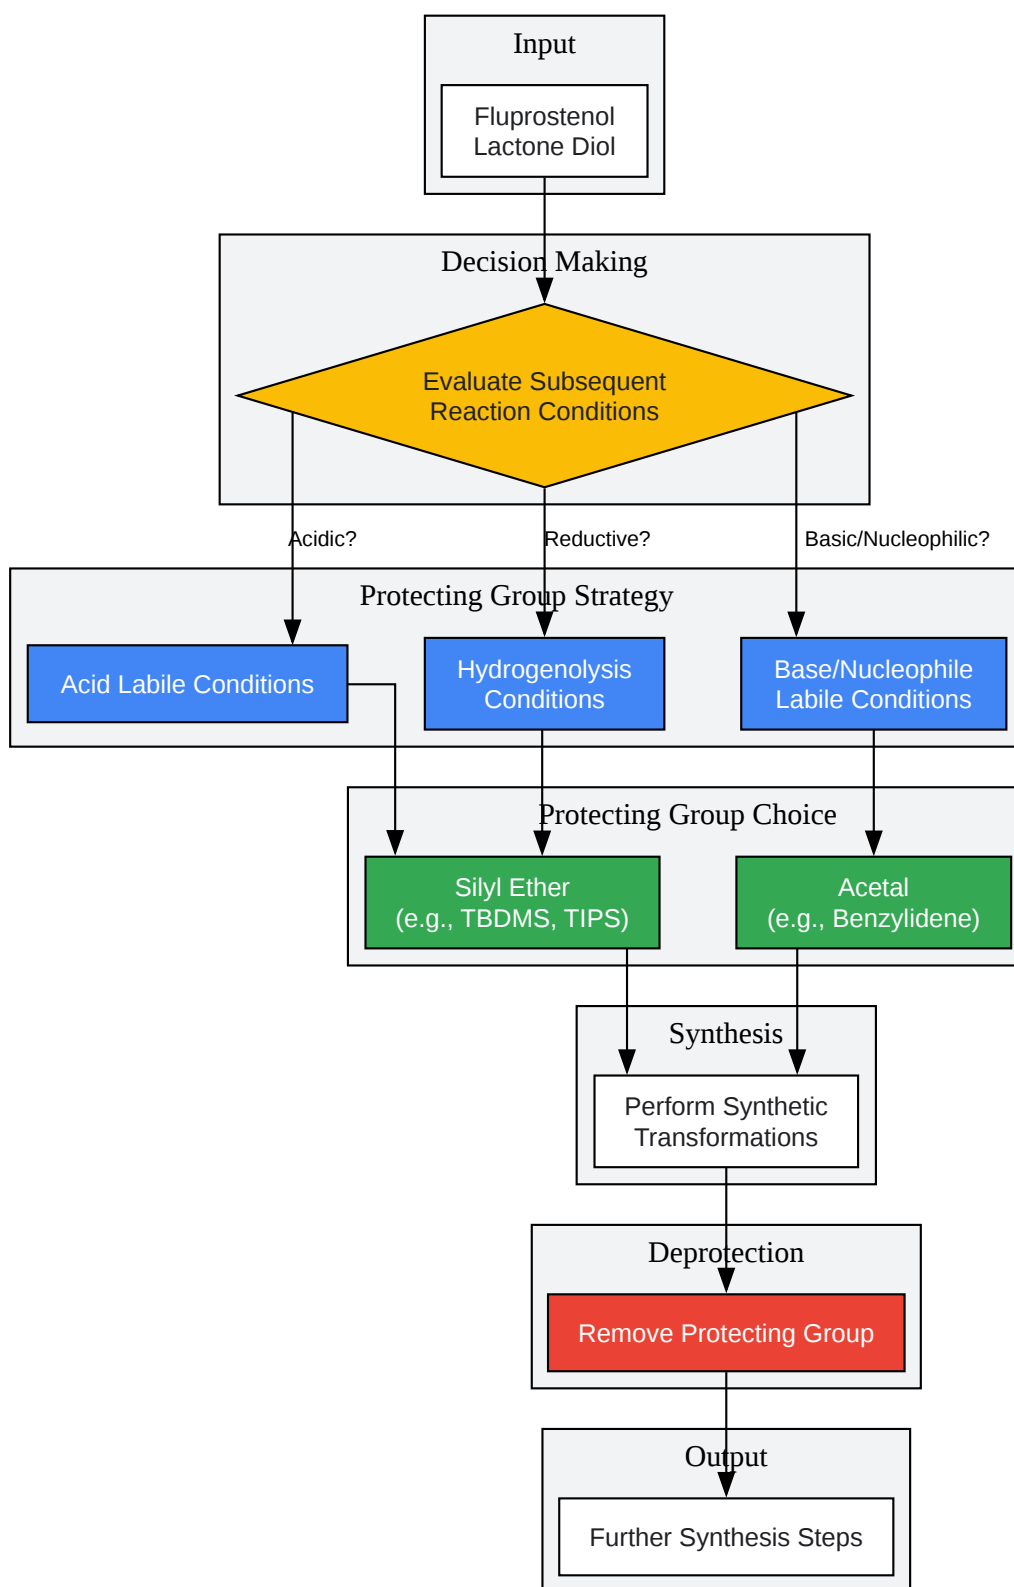 Input
Fluprostenol
Lactone Diol
Decision Making
Evaluate Subsequent
Reaction Conditions
Acidic?
Reductive?
Basic/Nucleophilic?
Protecting Group Strategy
Acid Labile Conditions
Hydrogenolysis
Conditions
Base/Nucleophile
Labile Conditions
Protecting Group Choice
Silyl Ether
(e.g., TBDMS, TIPS)
Acetal
(e.g., Benzylidene)
Synthesis
Perform Synthetic
Transformations
Deprotection
Remove Protecting Group
Output
Further Synthesis Steps